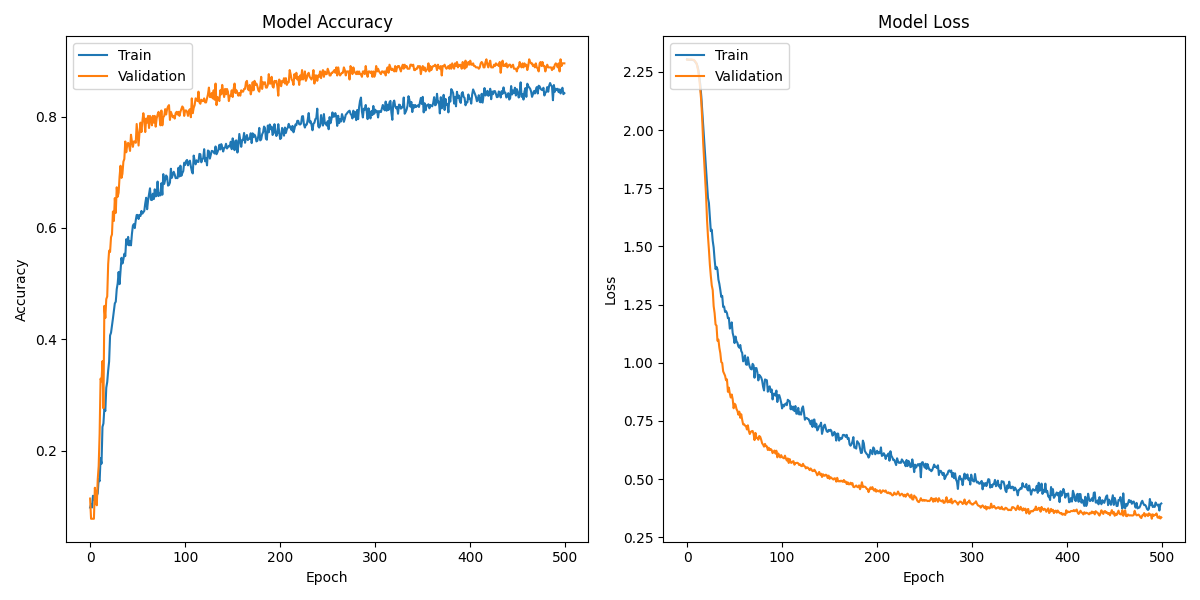 Model Accuracy
Train
Validation
0.8
0.6
0.4
0.2
Accuracy
0 100 200 300 400 500
Epoch
Model Loss
Train
Validation
2.25
2.00
1.75
1.50
1.25
1.00
0.75
0.50
0.25
Loss
0 100 200 300 400 500
Epoch